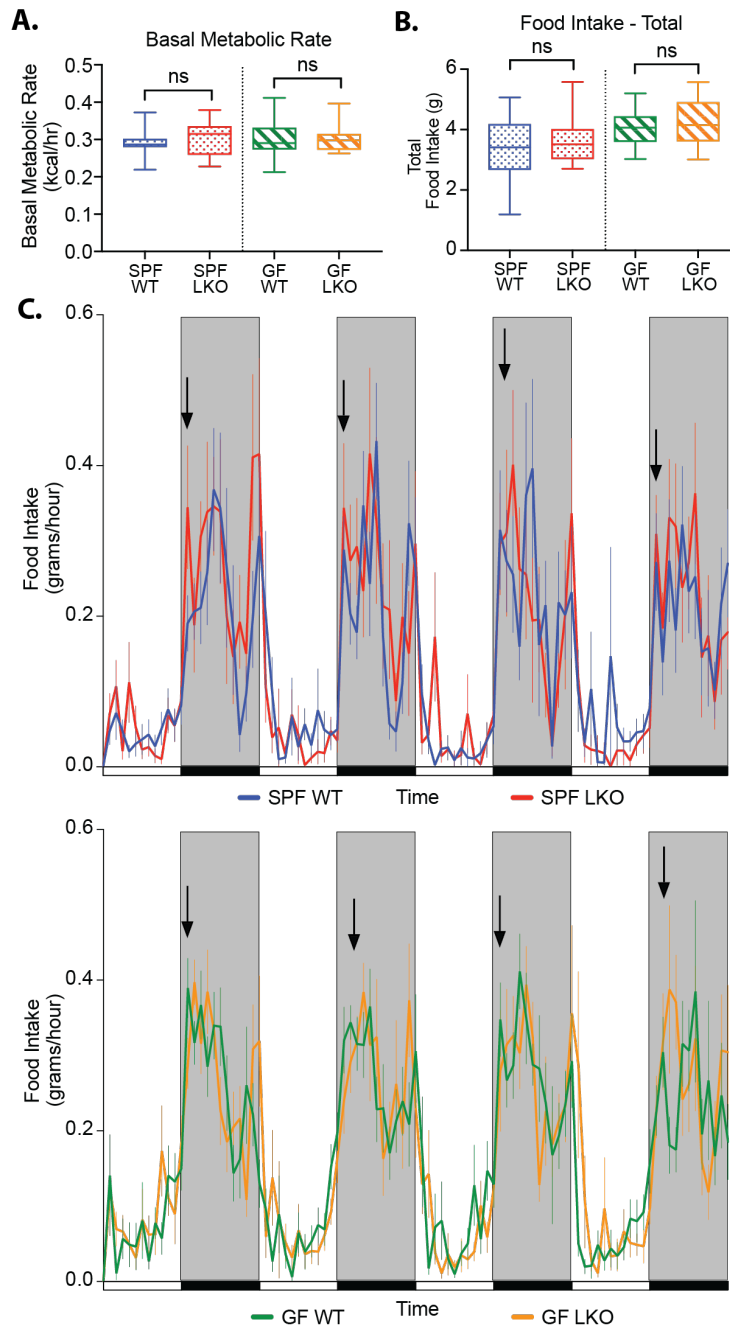 A.
Basal Metabolic Rate
Basal Metabolic Rate
(kcal/hr)
0.5
0.4
0.3
0.2
0.1
0.0
ns
ns
SPF
WT
SPF
LKO
GF
WT
GF
LKO
B.
Food Intake - Total
Total
Food Intake (g)
6
4
2
0
ns
ns
SPF
WT
SPF
LKO
GF
WT
GF
LKO
C.
Food Intake
(grams/hour)
0.6
0.4
0.2
0.0
SPF WT
Time
SPF LKO
Food Intake
(grams/hour)
0.6
0.4
0.2
0.0
GF WT
Time
GF LKO